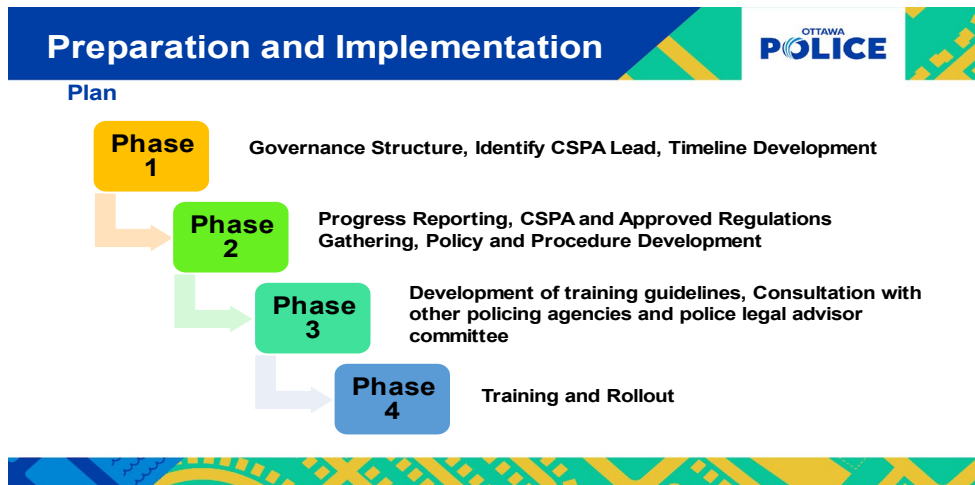 Preparation and Implementation
OTTAWA
POLICE
Plan
Phase
1
Governance Structure, Identify CSPA Lead, Timeline Development
Phase
2
Progress Reporting, CSPA and Approved Regulations
Gathering, Policy and Procedure Development
Phase
3
Development of training guidelines, Consultation with
other policing agencies and police legal advisor
committee
Phase
4
Training and Rollout